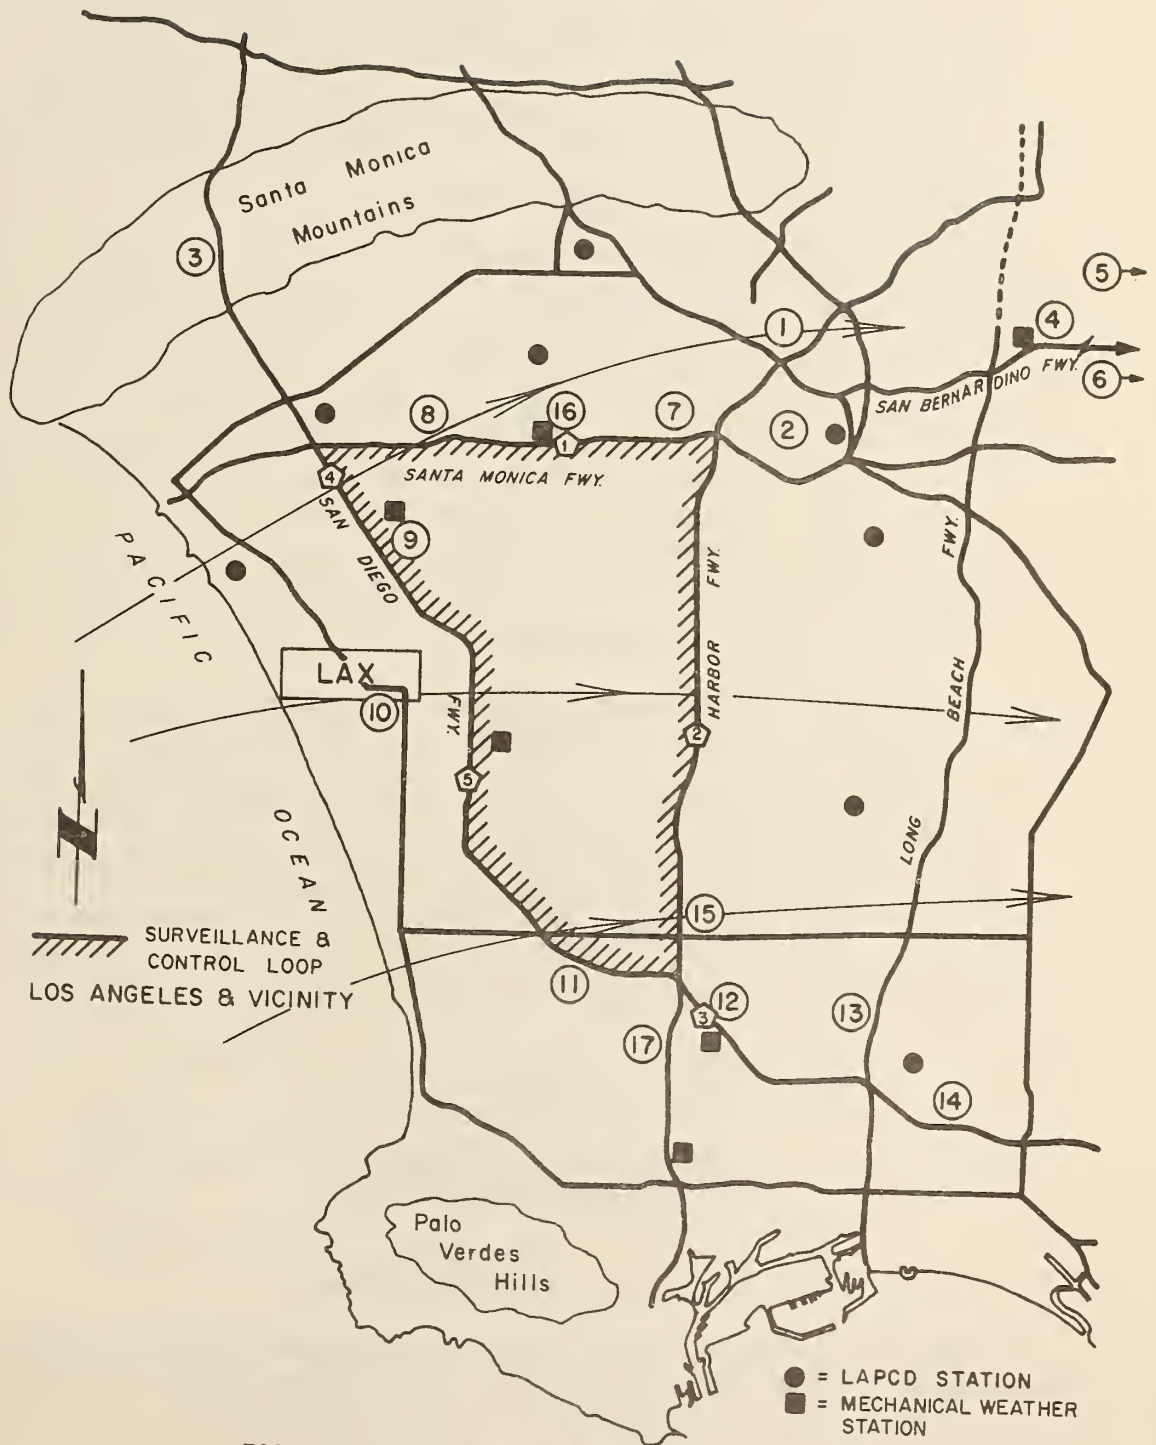 Santa Monica
Mountains
3
5
1
4
SAN BERNARDINO FWY.
6
8
16
7
2
1
SANTA MONICA FWY.
4
SAN DIEGO FWY.
9
PACIFIC OCEAN
HARBOR FWY.
LONG BEACH FWY.
LAX
10
2
5
15
SURVEILLANCE &
CONTROL LOOP
LOS ANGELES & VICINITY
11
3
12
13
17
14
Palo
Verdes
Hills
= LAPCD STATION
= MECHANICAL WEATHER
STATION